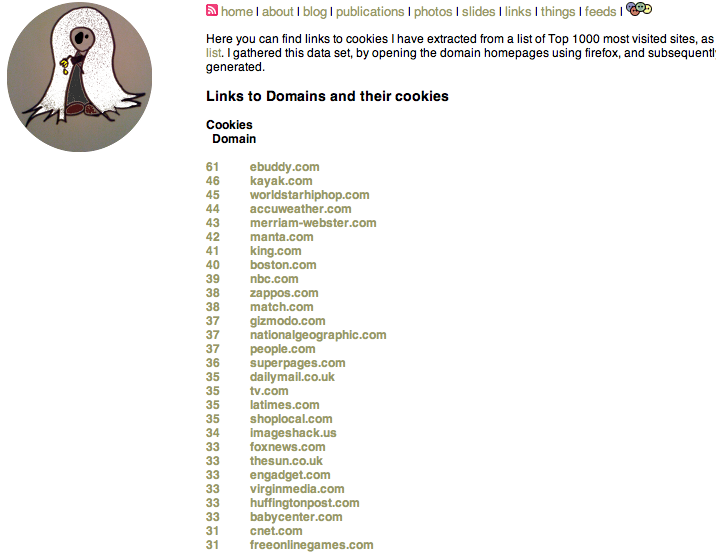 home | about | blog | publications | photos | slides | links | things | feeds |
Here you can find links to cookies I have extracted from a list of Top 1000 most visited sites, as
list. I gathered this data set, by opening the domain homepages using firefox, and subsequently
generated.
Links to Domains and their cookies
Cookies
Domain
61 ebuddy.com
46 kayak.com
45 worldstarhiphop.com
44 accuweather.com
43 merriam-webster.com
42 manta.com
41 king.com
40 boston.com
39 nbc.com
38 zappos.com
38 match.com
37 gizmodo.com
37 nationalgeographic.com
37 people.com
36 superpages.com
35 dailymail.co.uk
35 tv.com
35 latimes.com
35 shoplocal.com
34 imageshack.us
33 foxnews.com
33 thesun.co.uk
33 engadget.com
33 virginmedia.com
33 huffingtonpost.com
33 babycenter.com
31 cnet.com
31 freeonlinegames.com